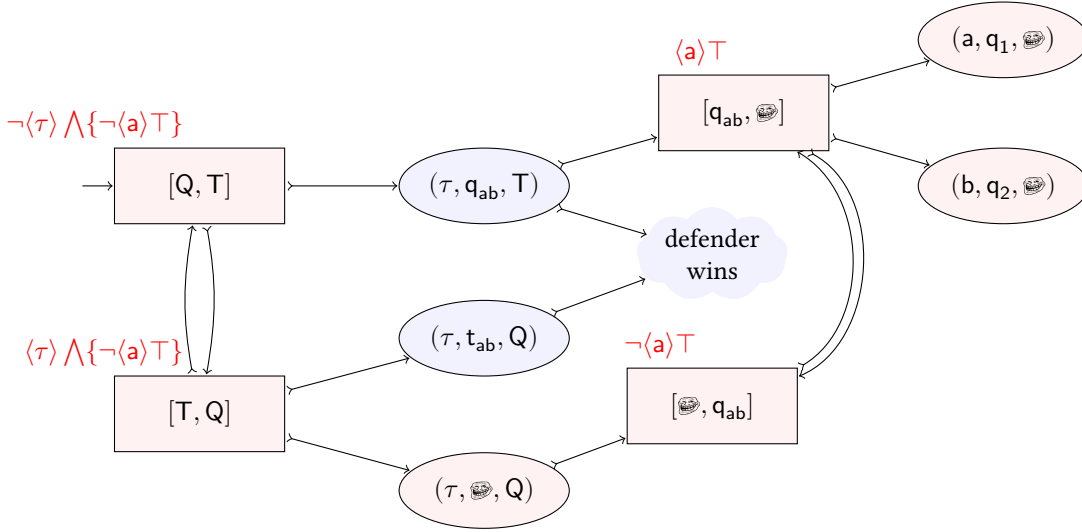 ⟨a⟩⊤
(a, q₁, )
¬⟨τ⟩⋀{¬⟨a⟩⊤}
[q_ab, ]
[Q, T]
(τ, q_ab, T)
(b, q₂, )
defender
wins
⟨τ⟩⋀{¬⟨a⟩⊤}
(τ, t_ab, Q)
¬⟨a⟩⊤
[T, Q]
[ , q_ab]
(τ, , Q)